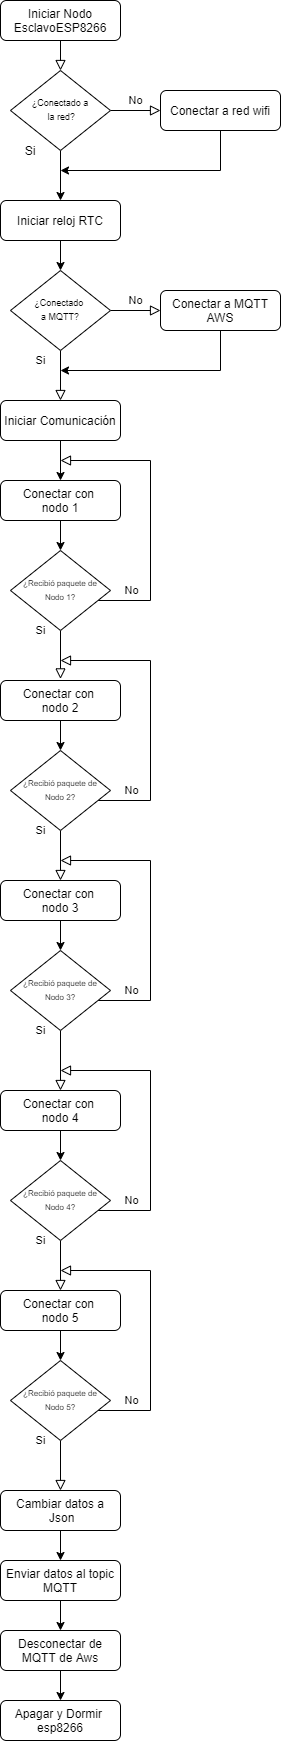 Iniciar Nodo
EsclavoESP8266
¿Conectado a
la red?
No
Conectar a red wifi
Si
Iniciar reloj RTC
¿Conectado
a MQTT?
No
Conectar a MQTT
AWS
Si
Iniciar Comunicación
Conectar con
nodo 1
¿Recibió paquete de
Nodo 1?
No
Si
Conectar con
nodo 2
¿Recibió paquete de
Nodo 2?
No
Si
Conectar con
nodo 3
¿Recibió paquete de
Nodo 3?
No
Si
Conectar con
nodo 4
¿Recibió paquete de
Nodo 4?
No
Si
Conectar con
nodo 5
¿Recibió paquete de
Nodo 5?
No
Si
Cambiar datos a
Json
Enviar datos al topic
MQTT
Desconectar de
MQTT de Aws
Apagar y Dormir
esp8266